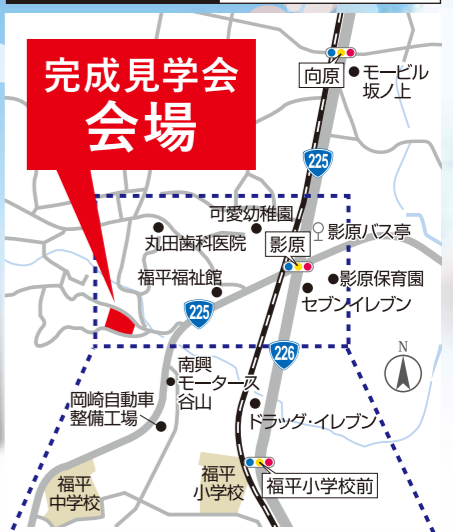 完成見学会
会場
向原
モービル
坂ノ上
225
可愛幼稚園
丸田歯科医院
影原
影原バス亭
福平福祉館
影原保育園
セブンイレブン
225
226
N
南興
モータース
谷山
岡崎自動車
整備工場
ドラッグ・イレブン
福平
中学校
福平
小学校
福平小学校前